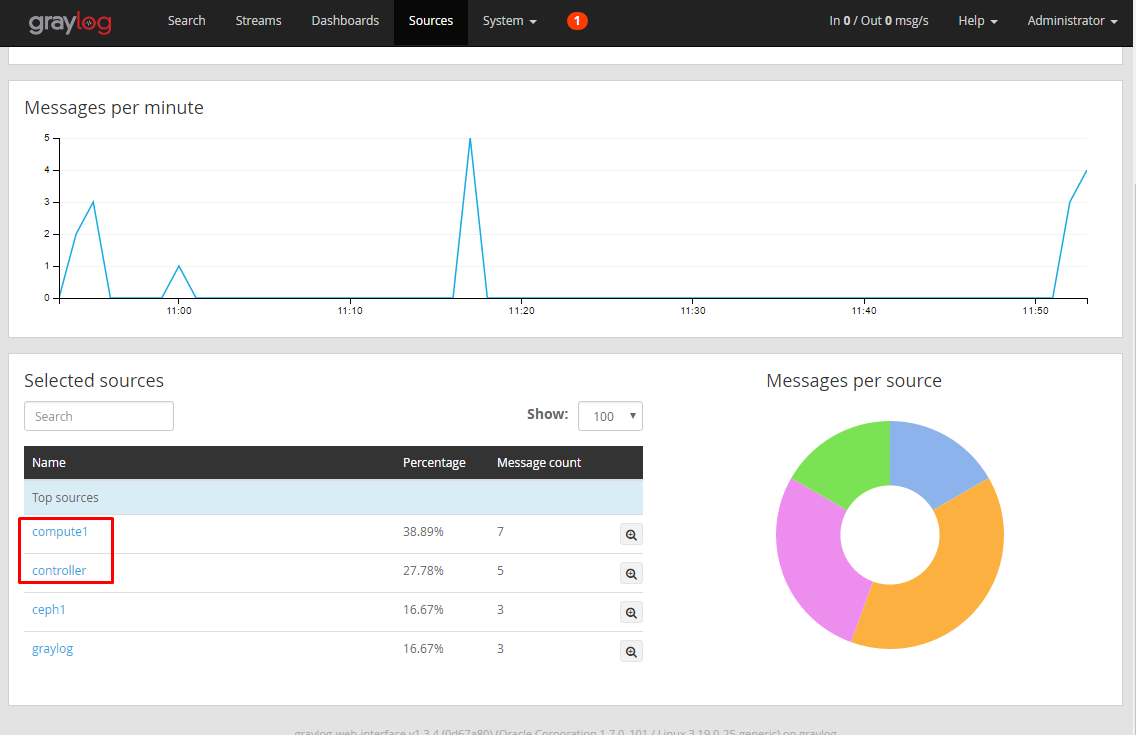 graylog Search Streams Dashboards Sources System 1 In 0 / Out 0 msg/s Help Administrator
Messages per minute
5
4
3
2
1
0
11:00 11:10 11:20 11:30 11:40 11:50
Selected sources
Search Show: 100
Name Percentage Message count
Top sources
compute1 38.89% 7
controller 27.78% 5
ceph1 16.67% 3
graylog 16.67% 3
Messages per source
graylog-web-interface v1.3.4 (0d67a80) (Oracle Corporation 1.7.0_101 / Linux 3.19.0-25-generic) on graylog